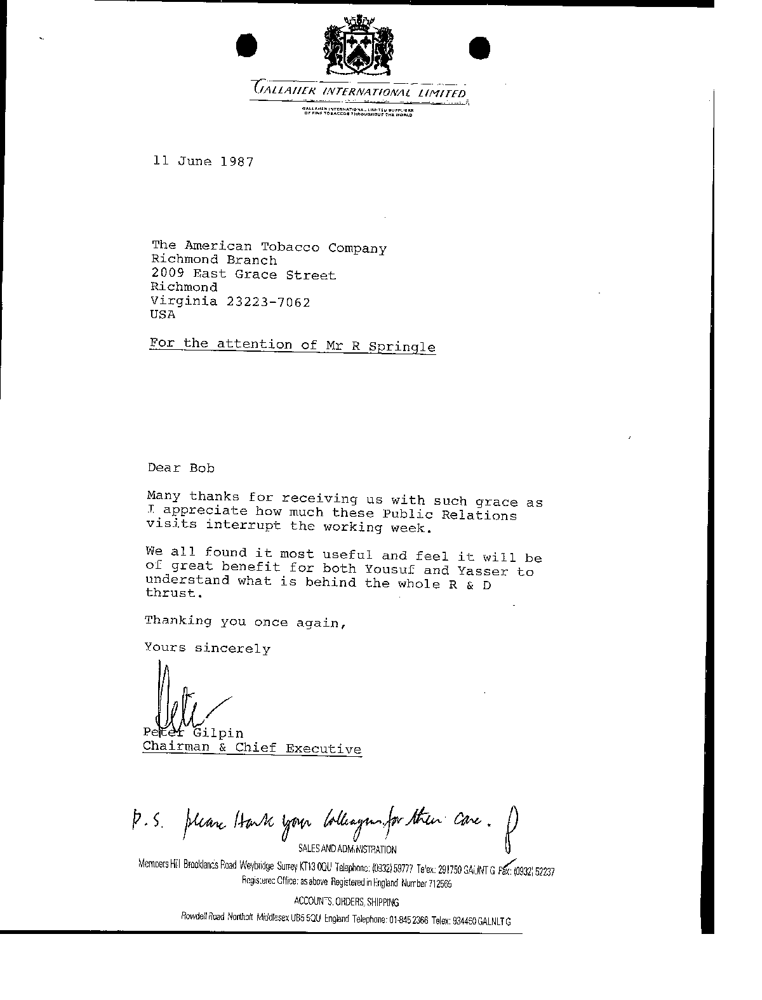 GALLAHER INTERNATIONAL LIMITED
GALLAHER INTERNATIONAL LIMITED SUPPLIERS
OF FINE TOBACCOS THROUGHOUT THE WORLD
11 June 1987
The American Tobacco Company
Richmond Branch
2009 East Grace Street
Richmond
Virginia 23223-7062
USA
For the attention of Mr R Springle
Dear Bob
Many thanks for receiving us with such grace as
I appreciate how much these Public Relations
visits interrupt the working week.
We all found it most useful and feel it will be
of great benefit for both Yousuf and Yasser to
understand what is behind the whole R & D
thrust.
Thanking you once again,
Yours sincerely
Pete
Peter Gilpin
Chairman & Chief Executive
P.S. please thank your colleagues for their care. P
SALES AND ADMINISTRATION
Members Hill Brooklands Road Weybridge Surrey KT13 0QU Telephone: (0932) 59777 Telex: 291750 GALINT G Fax: (0932) 52237
Registered Office: as above Registered in England Number 712566
ACCOUNTS, ORDERS, SHIPPING
Rowdell Road Northolt Middlesex UB5 5QU England Telephone: 01-845 2366 Telex: 934460 GALNLT G